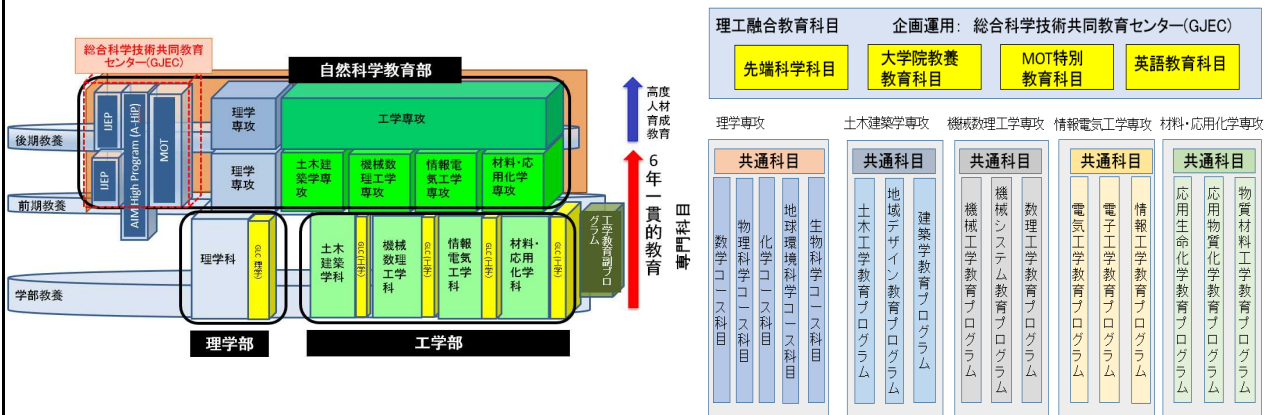 総合科学技術共同教育
センター(GJEC)
自然科学教育部
後期教養
前期教養
学部教養
IJEP
IJEP
AIM High Program (A-HiP)
MOT
理学
専攻
工学専攻
理学
専攻
土木建
築学専
攻
機械数
理工学
専攻
情報電
気工学
専攻
材料・応
用化学
専攻
理学科
GLC(理学)
土木
建築
学科
GLC(工学)
機械
数理
工学
科
GLC(工学)
情報
電気
工学
科
GLC(工学)
材料・
応用
化学
科
GLC(工学)
工学教育副プロ
グラム
理学部
工学部
高度
人材
育成
教育
6年一貫的教育
専門科目
理工融合教育科目 企画運用: 総合科学技術共同教育センター(GJEC)
先端科学科目
大学院教養
教育科目
MOT特別
教育科目
英語教育科目
理学専攻
土木建築学専攻
機械数理工学専攻
情報電気工学専攻
材料・応用化学専攻
共通科目
共通科目
共通科目
共通科目
共通科目
数学コース科目
物理科学コース科目
化学コース科目
地球環境科学コース科目
生物科学コース科目
土木工学教育プログラム
地域デザイン教育プログラム
建築学教育プログラム
機械工学教育プログラム
機械システム教育プログラム
数理工学教育プログラム
電気工学教育プログラム
電子工学教育プログラム
情報工学教育プログラム
応用生命化学教育プログラム
応用物質化学教育プログラム
物質材料工学教育プログラム